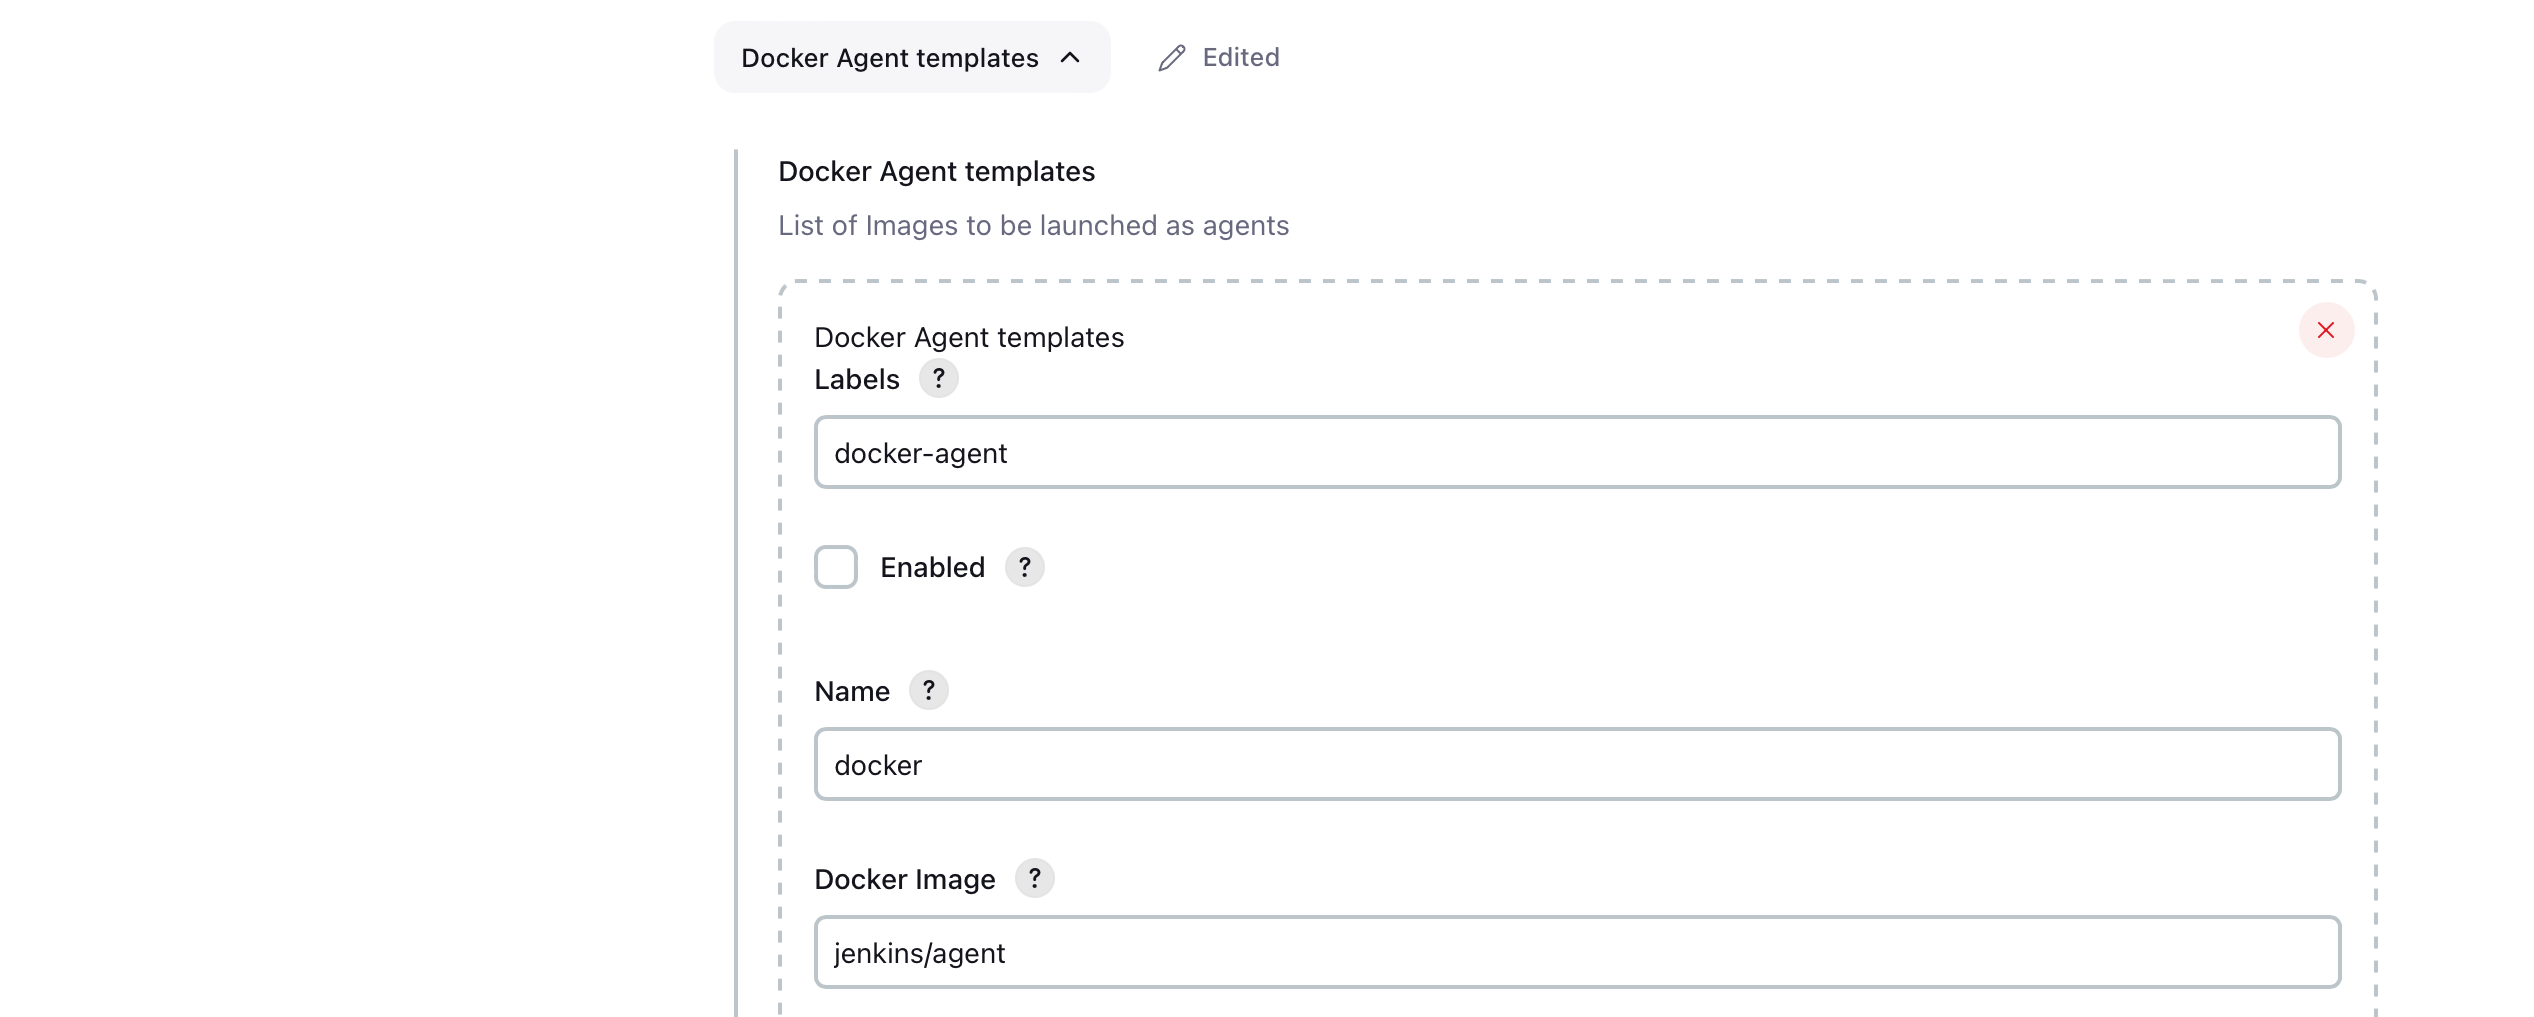 Docker Agent templates
Edited
Docker Agent templates
List of Images to be launched as agents
Docker Agent templates
Labels ?
docker-agent
Enabled ?
Name ?
docker
Docker Image ?
jenkins/agent